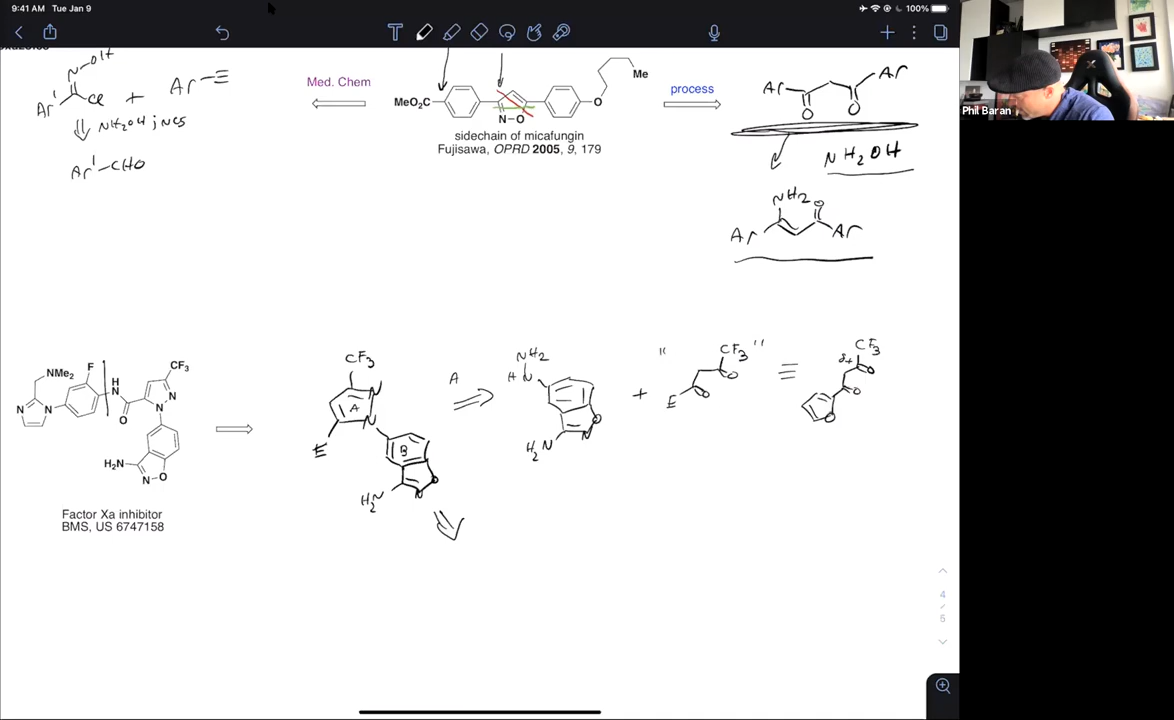 9:41 AM Tue Jan 9
100%
T
N-OH
Ar'
Cl + Ar
NH2OH ; NCS
Ar'-CHO
Med. Chem
MeO₂C
N-O
O
Me
sidechain of micafungin
Fujisawa, OPRD 2005, 9, 179
process
Ar
Ar
O
O
NH2OH
NH2
O
Ar
Ar
Phil Baran
NMe₂
F
N
N
H
N
O
CF₃
N
N
H₂N
N
O
Factor Xa inhibitor
BMS, US 6747158
CF3
N
N
A
E
B
H2N
N
O
A
NH2
HN
H2N
N
O
+
" CF3 "
O
E
O
≡
CF3
δ+
O
O
O
4
/
5